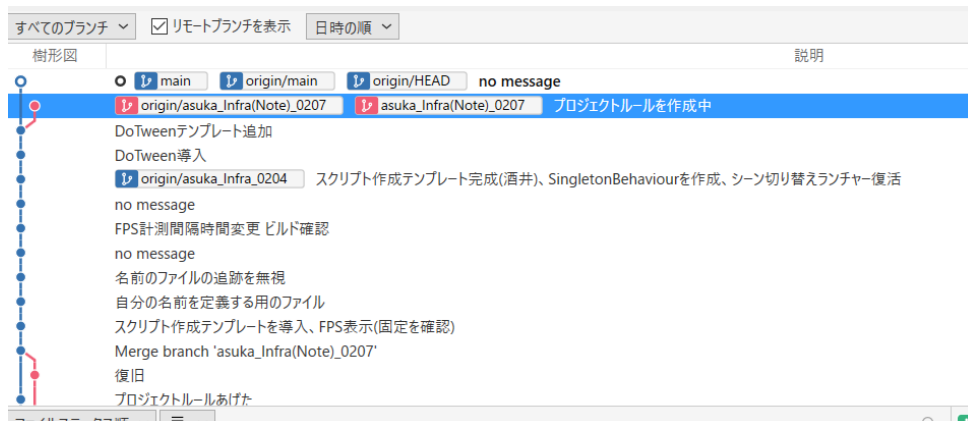 すべてのブランチ リモートブランチを表示 日時の順
樹形図 説明
main origin/main origin/HEAD no message
origin/asuka_Infra(Note)_0207 asuka_Infra(Note)_0207 プロジェクトルールを作成中
DoTweenテンプレート追加
DoTween導入
origin/asuka_Infra_0204 スクリプト作成テンプレート完成(酒井)、SingletonBehaviourを作成、シーン切り替えランチャー復活
no message
FPS計測間隔時間変更 ビルド確認
no message
名前のファイルの追跡を無視
自分の名前を定義する用のファイル
スクリプト作成テンプレートを導入、FPS表示(固定を確認)
Merge branch 'asuka_Infra(Note)_0207'
復旧
プロジェクトルールあげた